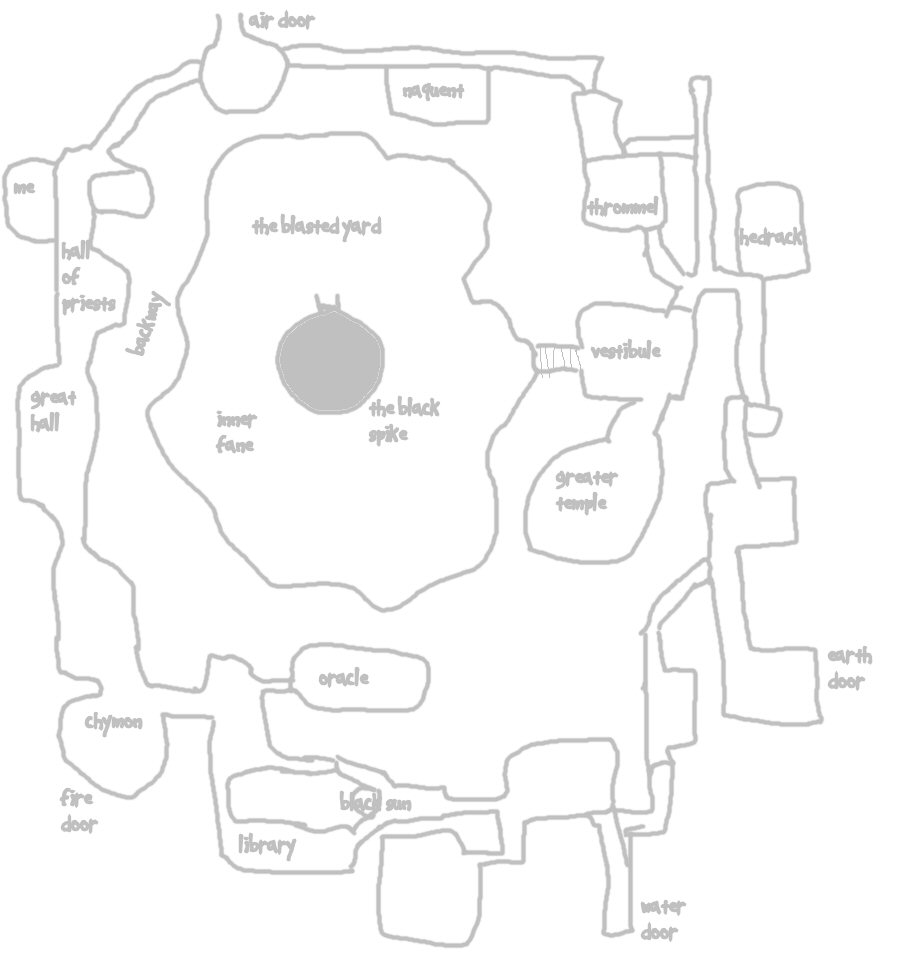 air door
naquent
me
thrommel
the blasted yard
hedrack
hall
of
priests
backway
vestibule
great
hall
the black
spike
inner
fane
greater
temple
earth
door
oracle
chymon
fire
door
black sun
library
water
door